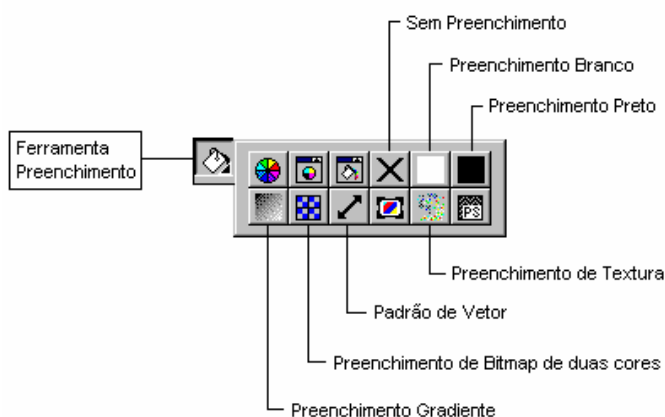 Sem Preenchimento
Preenchimento Branco
Preenchimento Preto
Ferramenta
Preenchimento
PS
Preenchimento de Textura
Padrão de Vetor
Preenchimento de Bitmap de duas cores
Preenchimento Gradiente